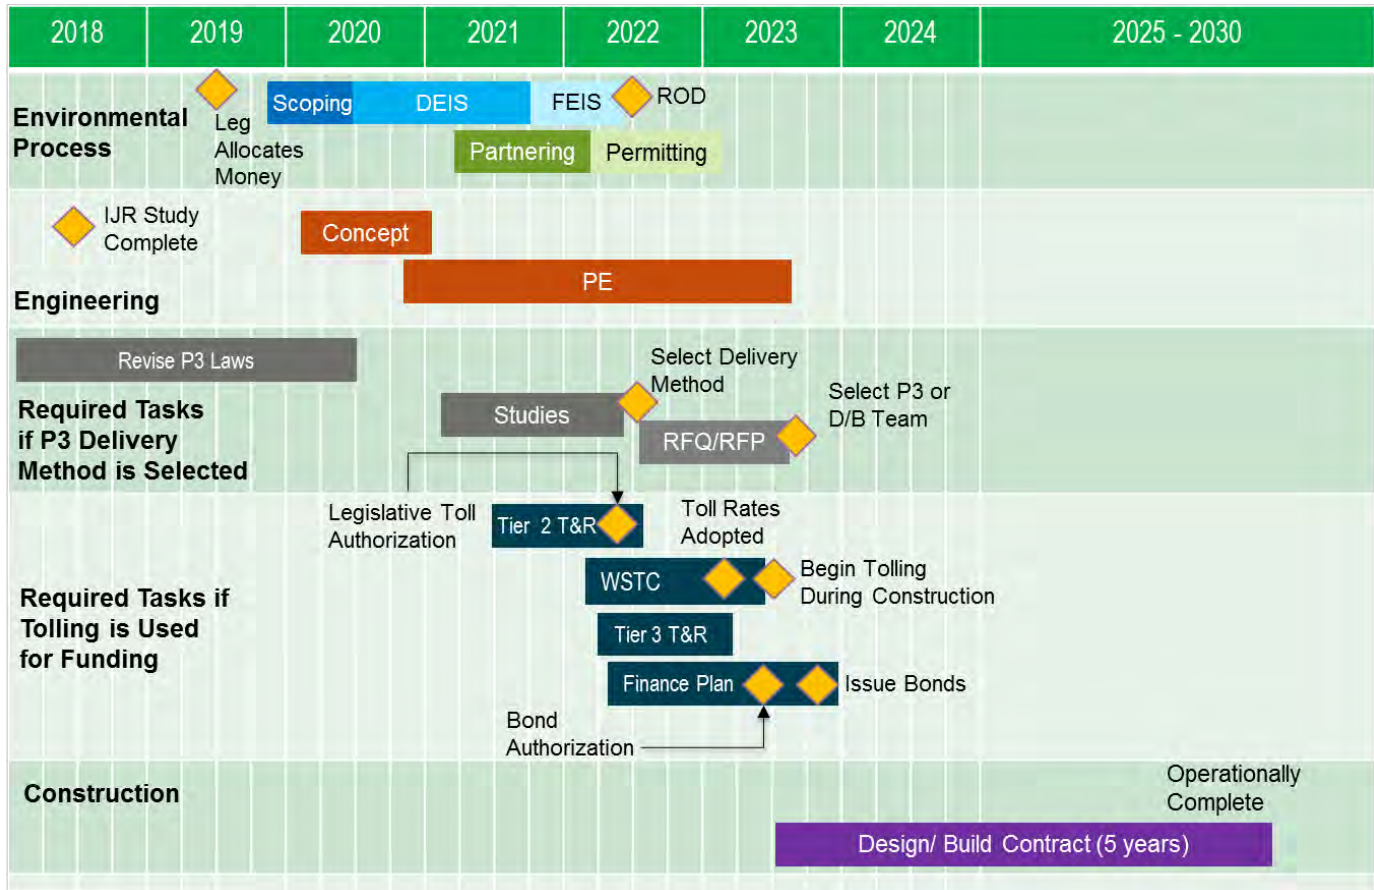 2018 2019 2020 2021 2022 2023 2024 2025 - 2030
Environmental
Process
Leg
Allocates
Money
Scoping
DEIS
FEIS
ROD
Partnering
Permitting
Engineering
IJR Study
Complete
Concept
PE
Required Tasks
if P3 Delivery
Method is Selected
Revise P3 Laws
Studies
Select Delivery
Method
RFQ/RFP
Select P3 or
D/B Team
Required Tasks if
Tolling is Used
for Funding
Legislative Toll
Authorization
Tier 2 T&R
Toll Rates
Adopted
WSTC
Begin Tolling
During Construction
Tier 3 T&R
Finance Plan
Issue Bonds
Bond
Authorization
Construction
Operationally
Complete
Design/ Build Contract (5 years)